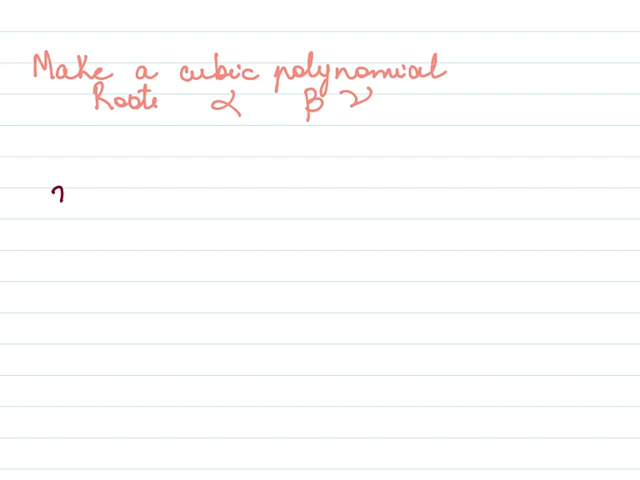 Make a cubic polynomial
Roots α β γ